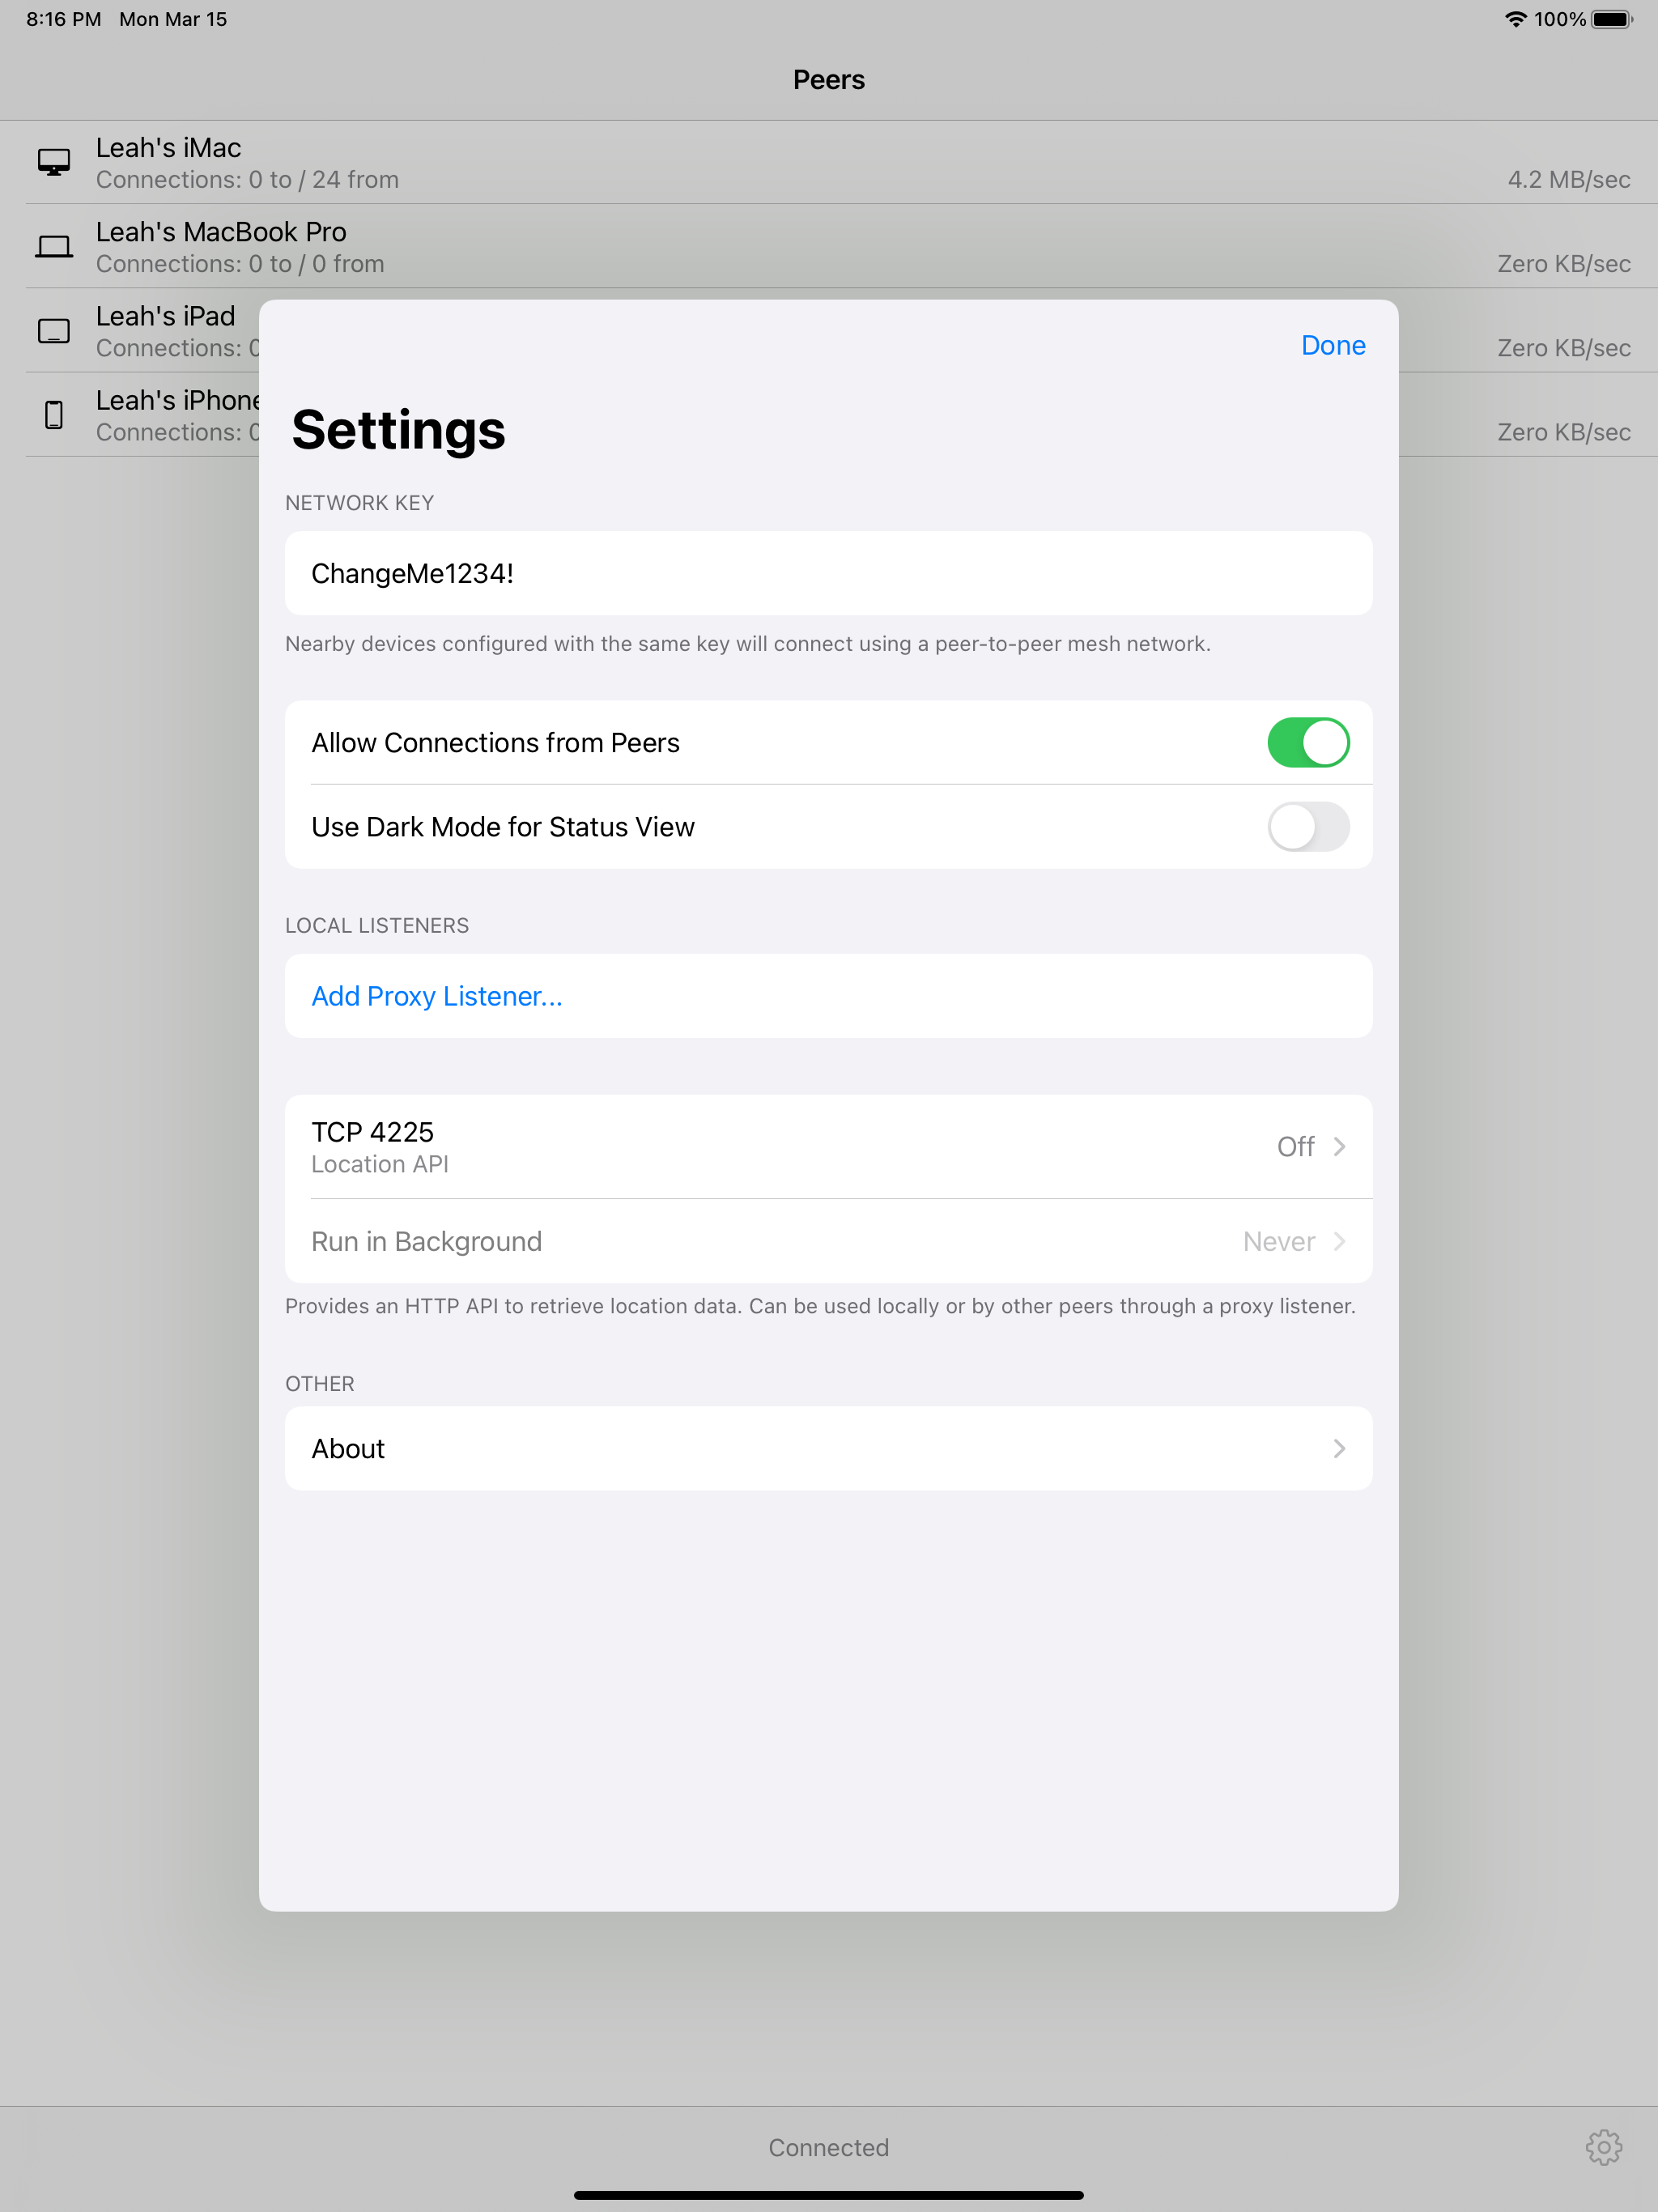 8:16 PM Mon Mar 15
100%
Peers
Leah's iMac
Connections: 0 to / 24 from
4.2 MB/sec
Leah's MacBook Pro
Connections: 0 to / 0 from
Zero KB/sec
Leah's iPad
Connections: 0
Zero KB/sec
Leah's iPhone
Connections: 0
Zero KB/sec
Done
Settings
NETWORK KEY
ChangeMe1234!
Nearby devices configured with the same key will connect using a peer-to-peer mesh network.
Allow Connections from Peers
Use Dark Mode for Status View
LOCAL LISTENERS
Add Proxy Listener...
TCP 4225
Location API
Off
Run in Background
Never
Provides an HTTP API to retrieve location data. Can be used locally or by other peers through a proxy listener.
OTHER
About
Connected